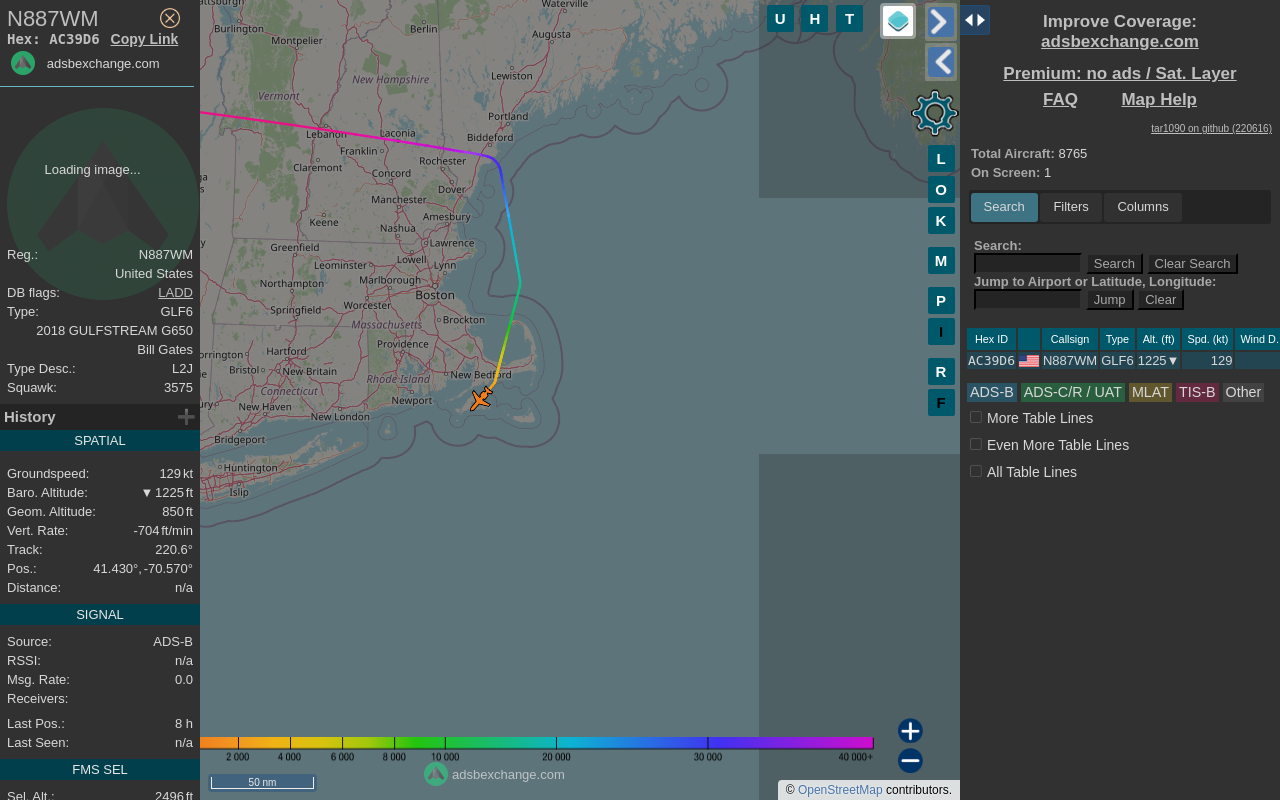 N887WM
Hex: AC39D6 Copy Link
adsbexchange.com
Loading image...
Reg.: N887WM
United States
DB flags: LADD
Type: GLF6
2018 GULFSTREAM G650
Bill Gates
Type Desc.: L2J
Squawk: 3575
History
SPATIAL
Groundspeed: 129 kt
Baro. Altitude: ▼ 1225 ft
Geom. Altitude: 850 ft
Vert. Rate: -704 ft/min
Track: 220.6°
Pos.: 41.430°, -70.570°
Distance: n/a
SIGNAL
Source: ADS-B
RSSI: n/a
Msg. Rate: 0.0
Receivers:
Last Pos.: 8 h
Last Seen: n/a
FMS SEL
Sel. Alt.: 2496 ft
Waterville
Burlington
Berlin
Montpelier
Augusta
Lewiston
New Hampshire
Vermont
Portland
Lebanon
Laconia
Biddeford
Franklin
Rochester
Claremont
Concord
Dover
Manchester
Keene
Amesbury
Nashua
Greenfield
Lawrence
Lowell
Leominster
Lynn
Northampton
Marlborough
Boston
Worcester
Springfield
Massachusetts
Brockton
Providence
Hartford
Torrington
Bristol
New Britain
Rhode Island
New Bedford
Connecticut
Newport
New Haven
New London
Bridgeport
Huntington
Islip
U H T
L
O
K
M
P
I
R
F
2 000 4 000 6 000 8 000 10 000 20 000 30 000 40 000+
50 nm
adsbexchange.com
© OpenStreetMap contributors.
Improve Coverage:
adsbexchange.com
Premium: no ads / Sat. Layer
FAQ Map Help
tar1090 on github (220616)
Total Aircraft: 8765
On Screen: 1
Search Filters Columns
Search:
Search Clear Search
Jump to Airport or Latitude, Longitude:
Jump Clear
Hex ID Callsign Type Alt. (ft) Spd. (kt) Wind D.
AC39D6 N887WM GLF6 1225▼ 129
ADS-B ADS-C/R / UAT MLAT TIS-B Other
More Table Lines
Even More Table Lines
All Table Lines